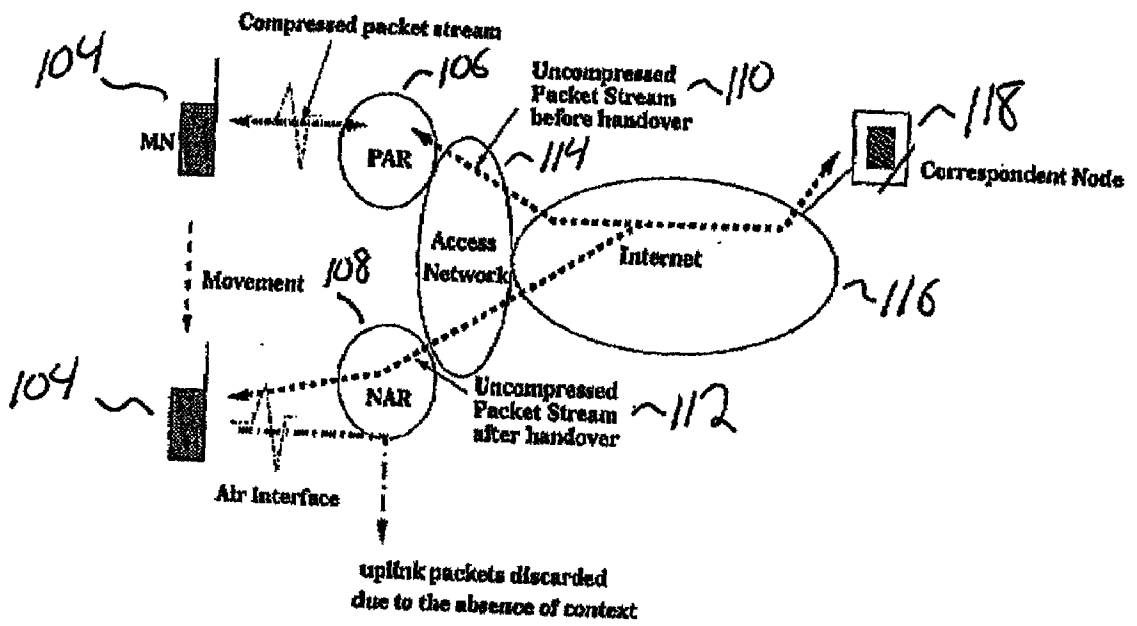 Compressed packet stream
104
106
Uncompressed
Packet Stream
before handover
110
118
MN
PAR
114
Correspondent Node
Access
Network
Internet
Movement
108
116
104
NAR
Uncompressed
Packet Stream
after handover
112
Air Interface
uplink packets discarded
due to the absence of context